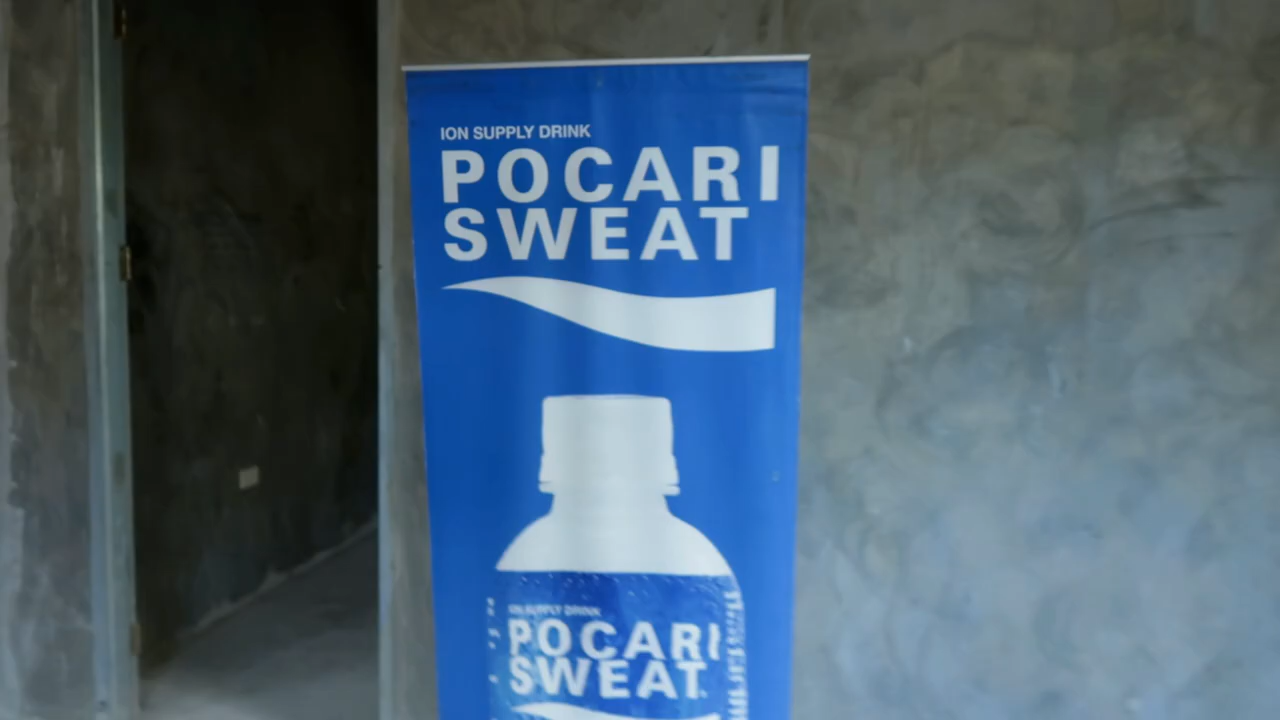 ION SUPPLY DRINK
POCARI
SWEAT
ION SUPPLY DRINK
POCARI
SWEAT